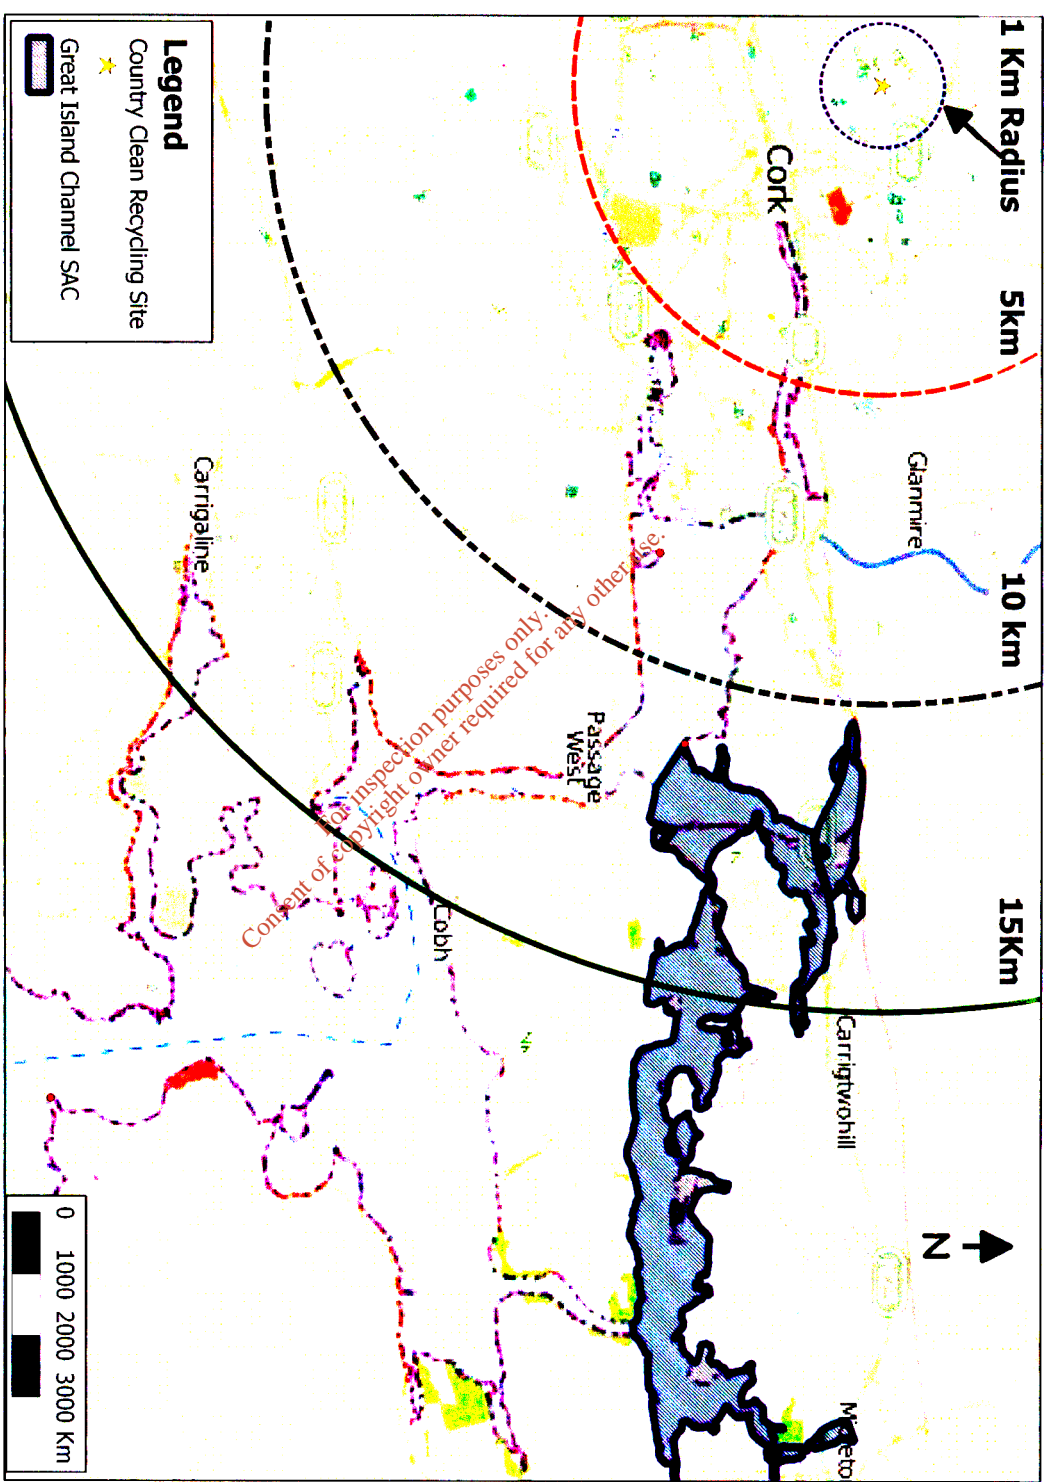 1 Km Radius
5km
10 km
15Km
Cork
Glanmire
Carrigtwohill
Passage
West
Cobh
Carrigaline
N
For inspection purposes only.
Consent of copyright owner required for any other use.
Legend
Country Clean Recycling Site
Great Island Channel SAC
0 1000 2000 3000 Km